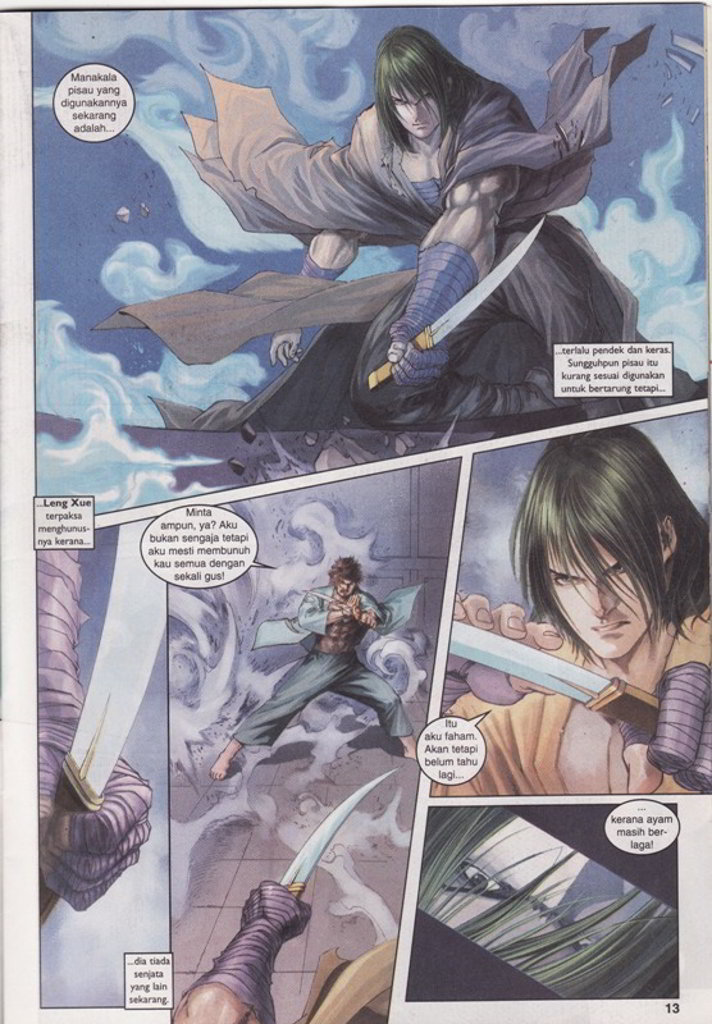 Manakala
pisau yang
digunakannya
sekarang
adalah...
...terlalu pendek dan keras.
Sungguhpun pisau itu
kurang sesuai digunakan
untuk bertarung tetapi...
...Leng Xue
terpaksa
menghunus-
nya kerana...
...dia tiada
senjata
yang lain
sekarang.
Minta
ampun, ya? Aku
bukan sengaja tetapi
aku mesti membunuh
kau semua dengan
sekali gus!
Itu
aku faham.
Akan tetapi
belum tahu
lagi...
...
kerana ayam
masih ber-
laga!
13